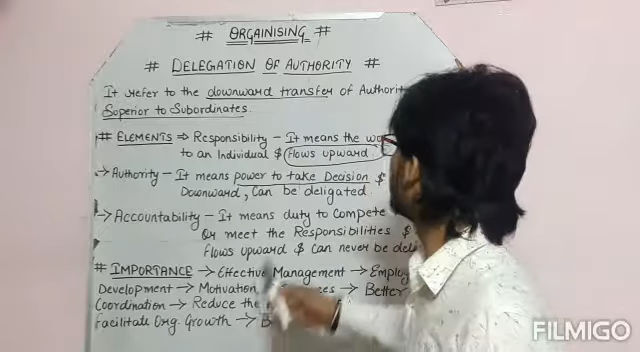 # ORGAINISING #
# DELEGATION OF AUTHORITY #
It refer to the downward transfer of Authorit
Superior to Subordinates.
# ELEMENTS ⇒ Responsibility - It means the wo
to an Individual $ flows upward.
→ Authority - It means power to take Decision $
Downward, Can be deligated
→ Accountability - It means duty to Compete
Or meet the Responsibilities $
flows upward $ Can never be del
# IMPORTANCE → Effective Management → Employ
Development → Motivation → Better
Coordination → Reduce the
Facilitate Org. Growth →
FILMIGO